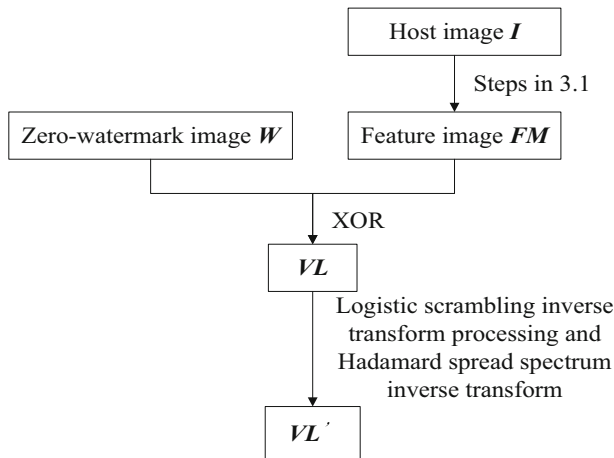 Host image I
Steps in 3.1
Zero-watermark image W
Feature image FM
XOR
VL
Logistic scrambling inverse
transform processing and
Hadamard spread spectrum
inverse transform
VL'